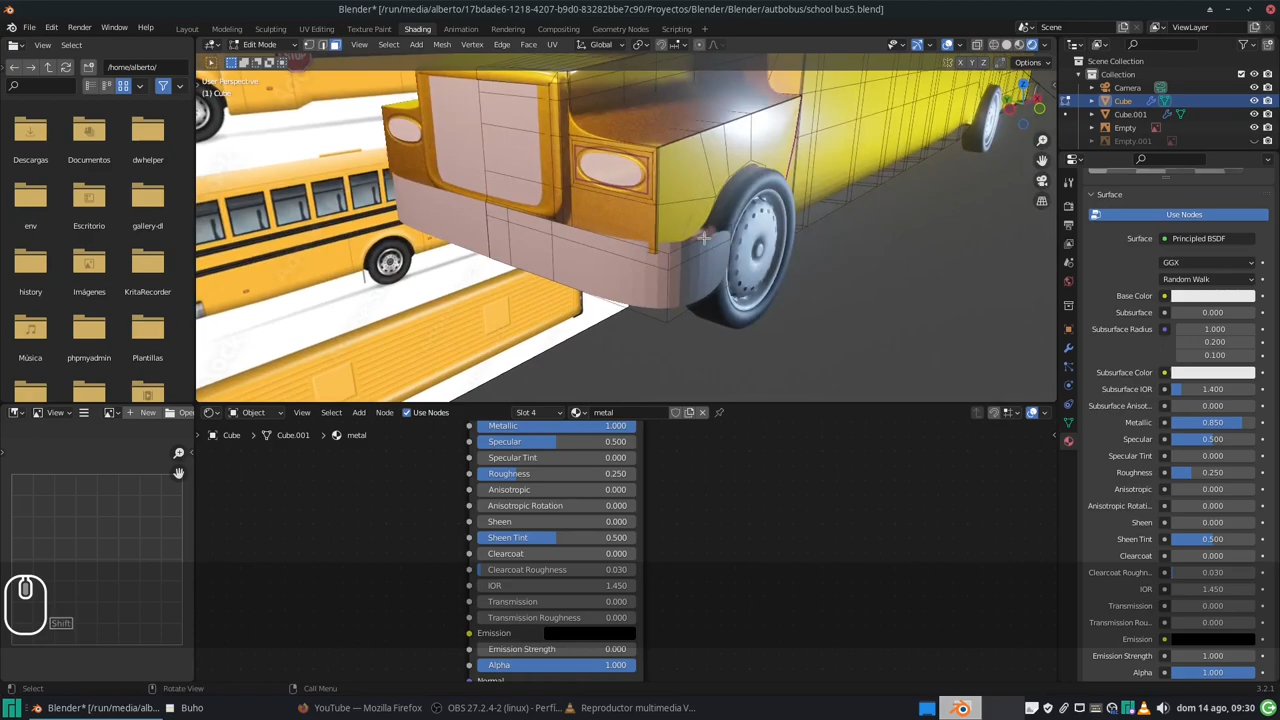 Blender* [/run/media/alberto/17bdade6-1218-4207-b9d0-83282bbe7c90/Proyectos/Blender/Blender/autbobus/school bus5.blend]
File Edit Render Window Help Layout Modeling Sculpting UV Editing Texture Paint Shading Animation Rendering Compositing Geometry Nodes Scripting Scene ViewLayer
View Select Edit Mode View Select Add Mesh Vertex Edge Face UV Global
/home/alberto/ X Y Z Options
User Perspective
(1) Cube
Scene Collection
Collection
Camera
Cube
Cube.001
Empty
Empty.001
Descargas Documentos dwhelper
env Escritorio gallery-dl
history Imágenes KritaRecorder
Música phpmyadmin Plantillas
Surface
Use Nodes
Surface: Principled BSDF
GGX
Random Walk
Base Color
Subsurface 0.000
Subsurface Radius 1.000
0.200
0.100
Subsurface Color
Subsurface IOR 1.400
Subsurface Anisot... 0.000
Metallic 0.850
Specular 0.500
Specular Tint 0.000
Roughness 0.250
Anisotropic 0.000
Anisotropic Rotati... 0.000
Sheen 0.000
Sheen Tint 0.500
Clearcoat 0.000
Clearcoat Roughn... 0.030
IOR 1.450
Transmission 0.000
Transmission Rou... 0.000
Emission
Emission Strength 1.000
Alpha 1.000
View New Open
Object View Select Add Node Use Nodes Slot 4 metal
Cube Cube.001 metal
Metallic 1.000
Specular 0.500
Specular Tint 0.000
Roughness 0.250
Anisotropic 0.000
Anisotropic Rotation 0.000
Sheen 0.000
Sheen Tint 0.500
Clearcoat 0.000
Clearcoat Roughness 0.030
IOR 1.450
Transmission 0.000
Transmission Roughness 0.000
Emission
Emission Strength 0.000
Alpha 1.000
Normal
Shift
Select Rotate View Call Menu 3.2.1
Blender* [/run/media/alb... Buho YouTube — Mozilla Firefox OBS 27.2.4-2 (linux) - Perfi... Reproductor multimedia V... dom 14 ago, 09:30